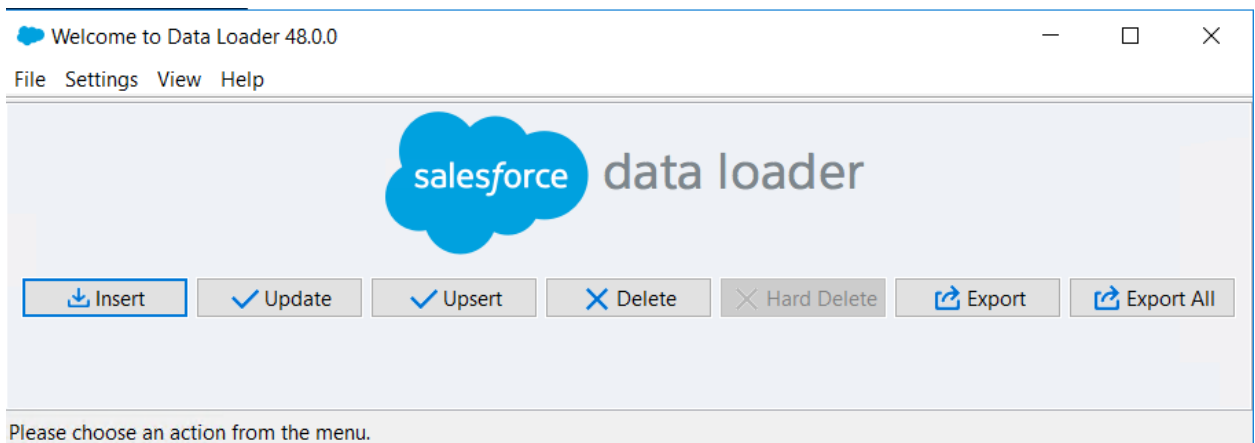 Welcome to Data Loader 48.0.0
File Settings View Help
salesforce data loader
Insert Update Upsert Delete Hard Delete Export Export All
Please choose an action from the menu.